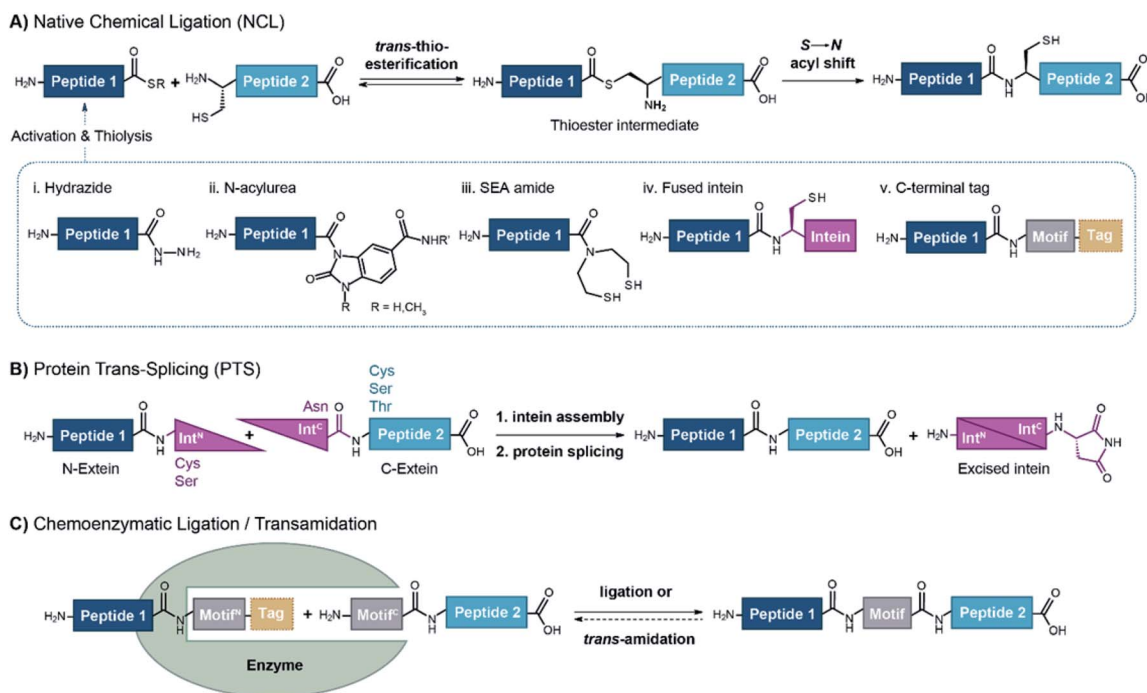 A) Native Chemical Ligation (NCL)
H₂N Peptide 1 O SR + H₂N HS Peptide 2 O OH
trans-thio-
esterification
H₂N Peptide 1 O S NH₂ Peptide 2 O OH
Thioester intermediate
S→N
acyl shift
H₂N Peptide 1 O N H SH Peptide 2 O OH
Activation & Thiolysis
i. Hydrazide
H₂N Peptide 1 O N H NH₂
ii. N-acylurea
H₂N Peptide 1 O N O N R O NHR'
R = H,CH₃
iii. SEA amide
H₂N Peptide 1 O N SH SH
iv. Fused intein
H₂N Peptide 1 O N H SH Intein
v. C-terminal tag
H₂N Peptide 1 O N H Motif Tag
B) Protein Trans-Splicing (PTS)
H₂N Peptide 1 O N H Intᴺ
Cys
Ser
N-Extein
+
Asn
Intᶜ O N H
Cys
Ser
Thr
Peptide 2 O OH
C-Extein
1. intein assembly
2. protein splicing
H₂N Peptide 1 O N H Peptide 2 O OH
+
H₂N Intᴺ Intᶜ H N O NH O
Excised intein
C) Chemoenzymatic Ligation / Transamidation
H₂N Peptide 1 O N H Motifᴺ Tag + H₂N Motifᶜ O N H Peptide 2 O OH
Enzyme
ligation or
trans-amidation
H₂N Peptide 1 O N H Motif O N H Peptide 2 O OH